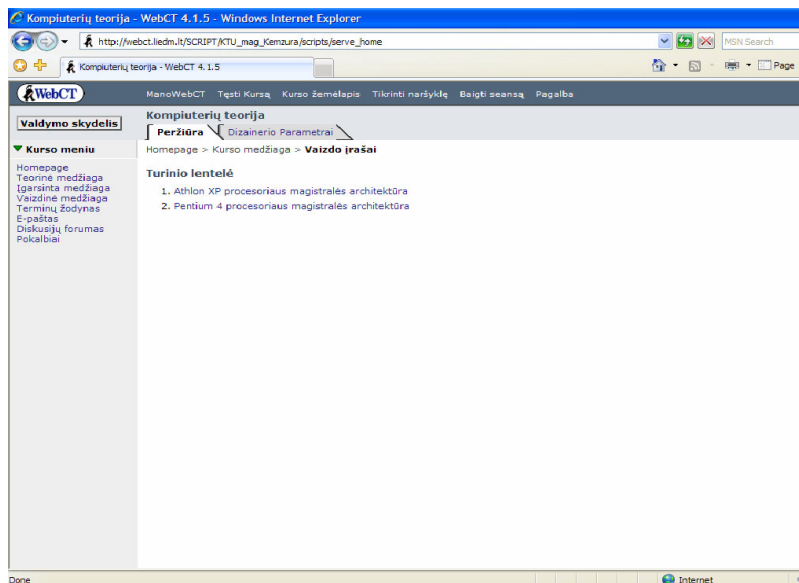 Kompiuterių teorija - WebCT 4.1.5 - Windows Internet Explorer
http://webct.liedm.lt/SCRIPT/KTU_mag_Kemzura/scripts/serve_home
MSN Search
Kompiuterių teorija - WebCT 4.1.5
Page
WebCT
ManoWebCT Tęsti Kursą Kurso žemėlapis Tikrinti naršyklę Baigti seansą Pagalba
Valdymo skydelis
Kompiuterių teorija
Peržiūra Dizainerio Parametrai
Kurso meniu
Homepage > Kurso medžiaga > Vaizdo įrašai
Homepage
Teorinė medžiaga
Įgarsinta medžiaga
Vaizdinė medžiaga
Terminų žodynas
E-paštas
Diskusijų forumas
Pokalbiai
Turinio lentelė
1. Athlon XP procesoriaus magistralės architektūra
2. Pentium 4 procesoriaus magistralės architektūra
Done
Internet